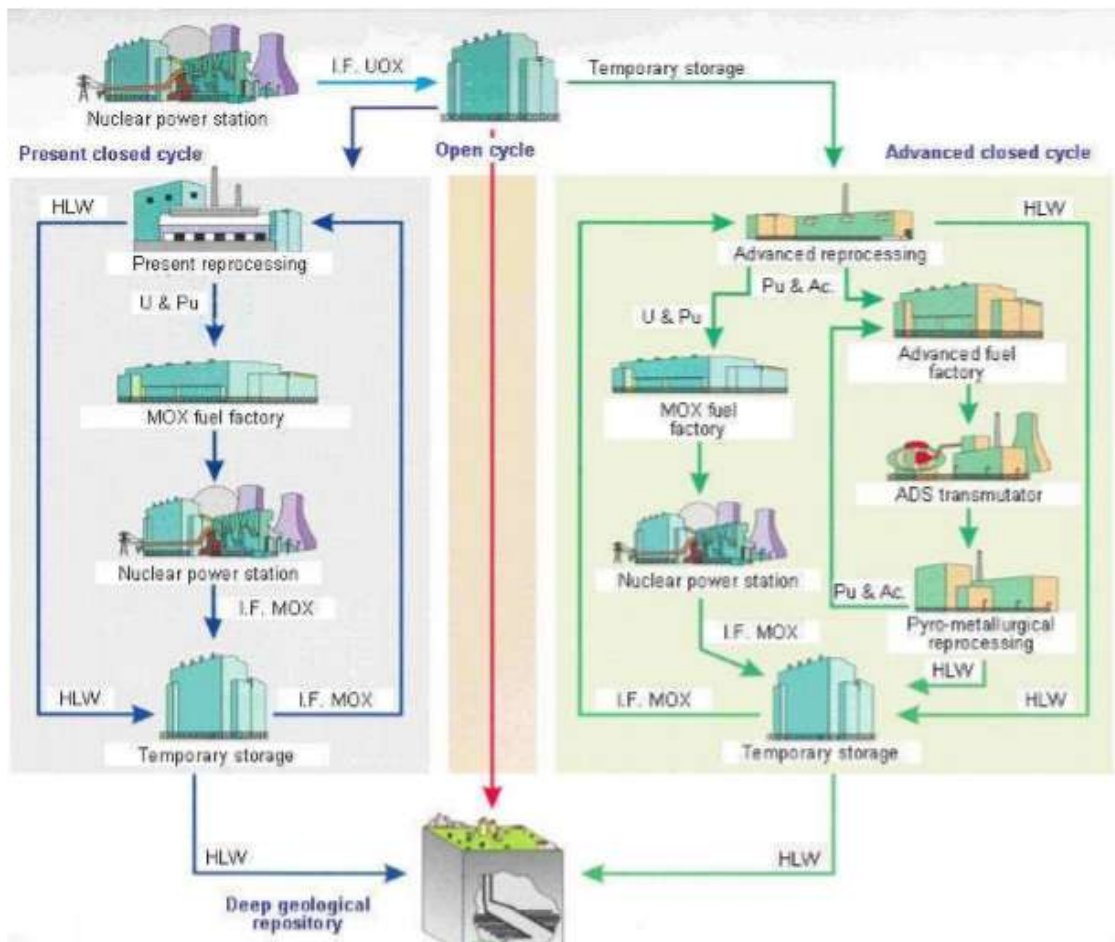 I.F. UOX
Temporary storage
Nuclear power station
Present closed cycle
Open cycle
Advanced closed cycle
HLW
Present reprocessing
U & Pu
MOX fuel factory
Nuclear power station
I.F. MOX
HLW
I.F. MOX
Temporary storage
HLW
Advanced reprocessing
HLW
Pu & Ac.
U & Pu
Advanced fuel
factory
MOX fuel
factory
ADS transmutator
Nuclear power station
Pu & Ac.
Pyro-metallurgical
reprocessing
I.F. MOX
HLW
I.F. MOX
HLW
Temporary storage
HLW
Deep geological
repository